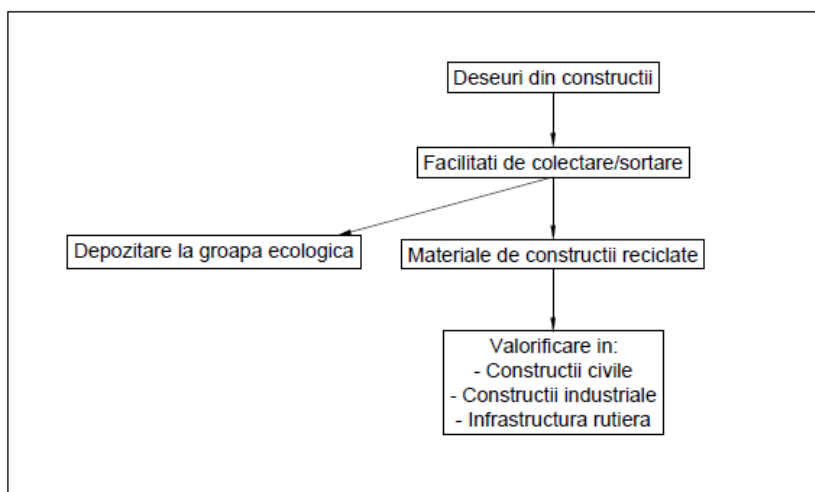 Deseuri din constructii
Facilitati de colectare/sortare
Depozitare la groapa ecologica
Materiale de constructii reciclate
Valorificare in:
- Constructii civile
- Constructii industriale
- Infrastructura rutiera